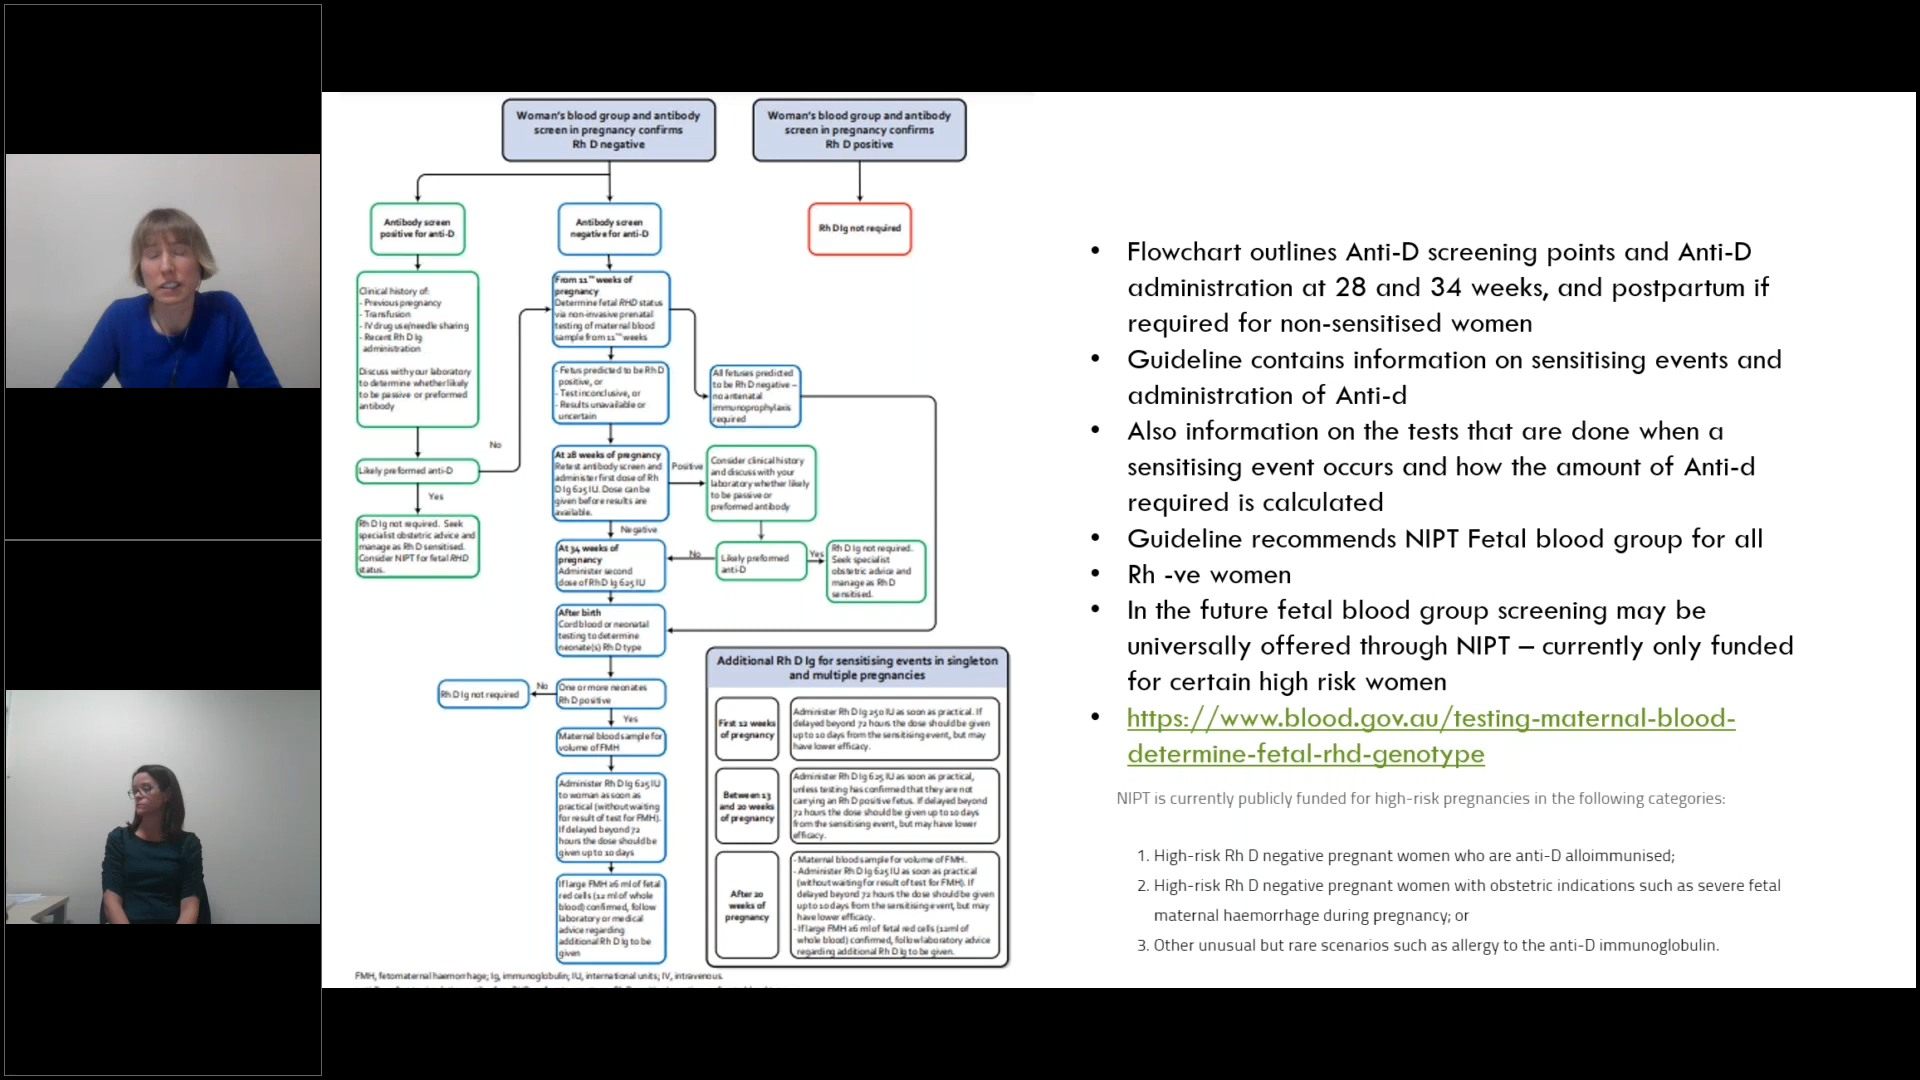 Woman's blood group and antibody
screen in pregnancy confirms
Rh D negative
Woman's blood group and antibody
screen in pregnancy confirms
Rh D positive
Antibody screen
positive for anti-D
Antibody screen
negative for anti-D
Rh D Ig not required
Clinical history of:
- Previous pregnancy
- Transfusion
- IV drug use/needle sharing
- Recent Rh D Ig
administration
Discuss with your laboratory
to determine whether likely
to be passive or preformed
antibody
From 11⁺⁰ weeks of
pregnancy
Determine fetal RHD status
via non-invasive prenatal
testing of maternal blood
sample from 11⁺⁰ weeks
- Fetus predicted to be Rh D
positive, or
- Test inconclusive, or
- Results unavailable or
uncertain
All fetuses predicted
to be Rh D negative –
no antenatal
immunoprophylaxis
required
No
Likely preformed anti-D
Yes
Rh D Ig not required. Seek
specialist obstetric advice and
manage as Rh D sensitised.
Consider NIPT for fetal RHD
status.
At 28 weeks of pregnancy
Retest antibody screen and
administer first dose of Rh
D Ig 625 IU. Dose can be
given before results are
available.
Positive
Consider clinical history
and discuss with your
laboratory whether likely
to be passive or
preformed antibody
Negative
At 34 weeks of
pregnancy
Administer second
dose of Rh D Ig 625 IU
No
Likely preformed
anti-D
Yes
Rh D Ig not required.
Seek specialist
obstetric advice and
manage as Rh D
sensitised.
After birth
Cord blood or neonatal
testing to determine
neonate(s) Rh D type
Rh D Ig not required
No
One or more neonates
Rh D positive
Yes
Maternal blood sample for
volume of FMH
Administer Rh D Ig 625 IU
to woman as soon as
practical (without waiting
for result of test for FMH).
If delayed beyond 72
hours the dose should be
given up to 10 days
If large FMH ≥6 ml of fetal
red cells (12 ml of whole
blood) confirmed, follow
laboratory or medical
advice regarding
additional Rh D Ig to be
given
Additional Rh D Ig for sensitising events in singleton
and multiple pregnancies
First 12 weeks
of pregnancy
Administer Rh D Ig 250 IU as soon as practical. If
delayed beyond 72 hours the dose should be given
up to 10 days from the sensitising event, but may
have lower efficacy.
Between 13
and 20 weeks
of pregnancy
Administer Rh D Ig 625 IU as soon as practical,
unless testing has confirmed that they are not
carrying an Rh D positive fetus. If delayed beyond
72 hours the dose should be given up to 10 days
from the sensitising event, but may have lower
efficacy.
After 20
weeks of
pregnancy
- Maternal blood sample for volume of FMH.
- Administer Rh D Ig 625 IU as soon as practical
(without waiting for result of test for FMH). If
delayed beyond 72 hours the dose should be given
up to 10 days from the sensitising event, but may
have lower efficacy.
- If large FMH ≥6 ml of fetal red cells (12ml of
whole blood) confirmed, follow laboratory advice
regarding additional Rh D Ig to be given.
FMH, fetomaternal haemorrhage; Ig, immunoglobulin; IU, international units; IV, intravenous.
• Flowchart outlines Anti-D screening points and Anti-D
administration at 28 and 34 weeks, and postpartum if
required for non-sensitised women
• Guideline contains information on sensitising events and
administration of Anti-d
• Also information on the tests that are done when a
sensitising event occurs and how the amount of Anti-d
required is calculated
• Guideline recommends NIPT Fetal blood group for all
• Rh -ve women
• In the future fetal blood group screening may be
universally offered through NIPT – currently only funded
for certain high risk women
• https://www.blood.gov.au/testing-maternal-blood-
determine-fetal-rhd-genotype
NIPT is currently publicly funded for high-risk pregnancies in the following categories:
1. High-risk Rh D negative pregnant women who are anti-D alloimmunised;
2. High-risk Rh D negative pregnant women with obstetric indications such as severe fetal
maternal haemorrhage during pregnancy; or
3. Other unusual but rare scenarios such as allergy to the anti-D immunoglobulin.